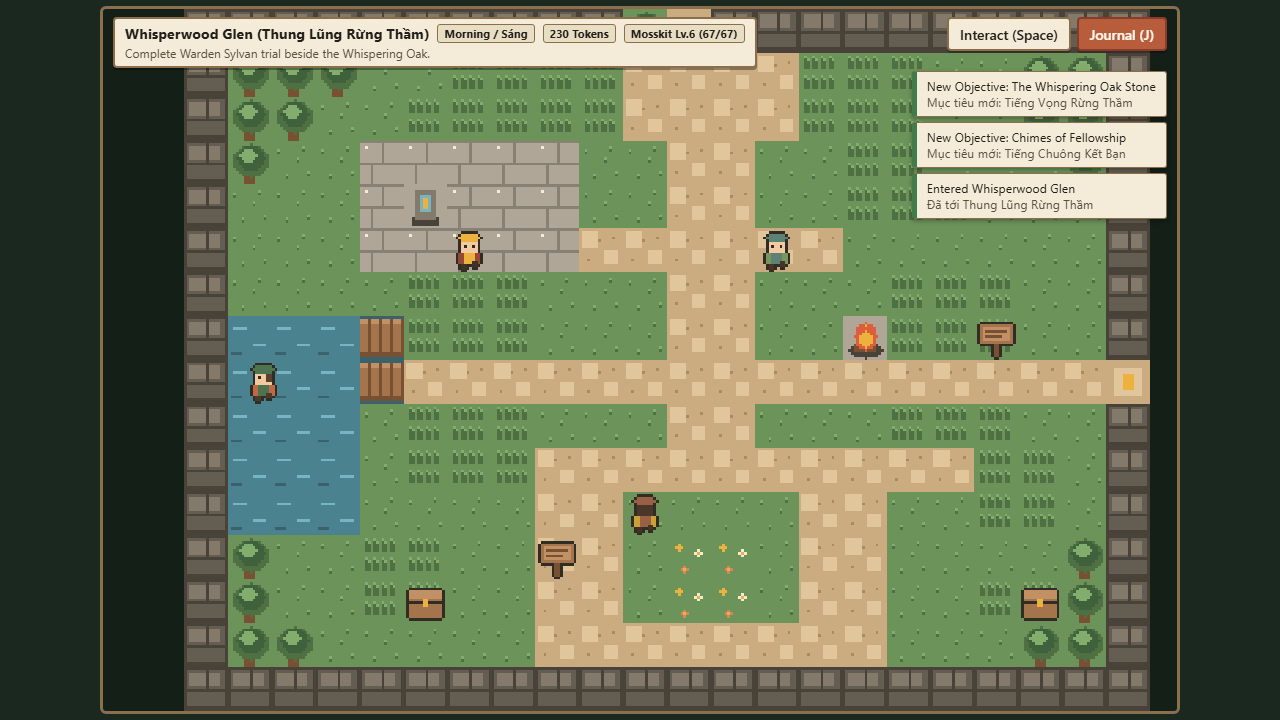 Whisperwood Glen (Thung Lũng Rừng Thầm) Morning / Sáng 230 Tokens Mosskit Lv.6 (67/67)
Complete Warden Sylvan trial beside the Whispering Oak.
Interact (Space) Journal (J)
New Objective: The Whispering Oak Stone
Mục tiêu mới: Tiếng Vọng Rừng Thầm
New Objective: Chimes of Fellowship
Mục tiêu mới: Tiếng Chuông Kết Bạn
Entered Whisperwood Glen
Đã tới Thung Lũng Rừng Thầm